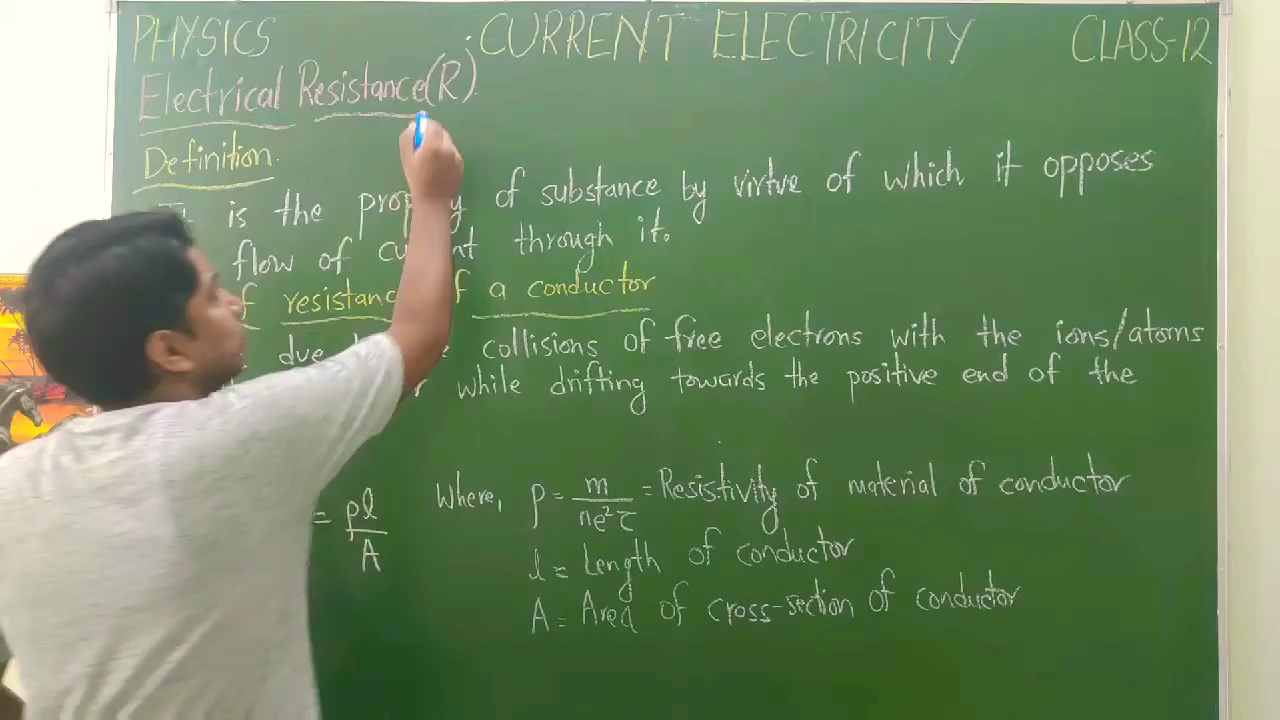 PHYSICS CURRENT ELECTRICITY CLASS-12
Electrical Resistance(R)
Definition
is the of substance by virtue of which it opposes
flow of through it.
a conductor
due collisions of free electrons with the ions/atoms
while drifting towards the positive end of the
= ρl/A Where, ρ = m/ne²τ = Resistivity of material of conductor
l = Length of conductor
A = Area of cross-section of conductor